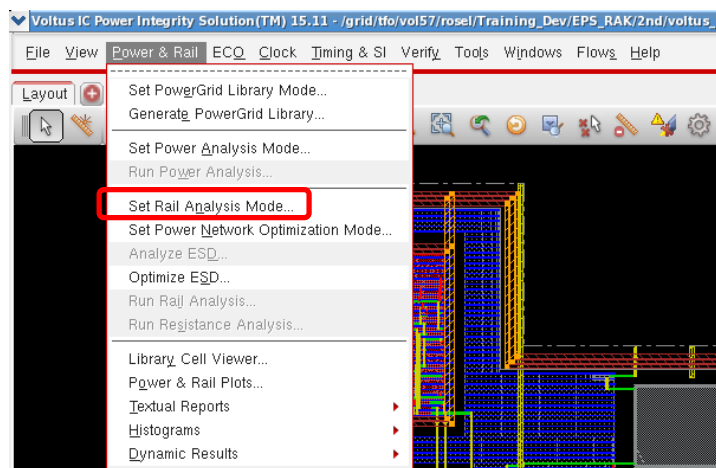 Voltus IC Power Integrity Solution(TM) 15.11 - /grid/tfo/vol57/rosel/Training_Dev/EPS_RAK/2nd/voltus_
File View Power & Rail ECO Clock Timing & SI Verify Tools Windows Flows Help
Layout
Set PowerGrid Library Mode...
Generate PowerGrid Library...
Set Power Analysis Mode...
Run Power Analysis...
Set Rail Analysis Mode...
Set Power Network Optimization Mode...
Analyze ESD...
Optimize ESD...
Run Rail Analysis...
Run Resistance Analysis...
Library Cell Viewer...
Power & Rail Plots...
Textual Reports
Histograms
Dynamic Results